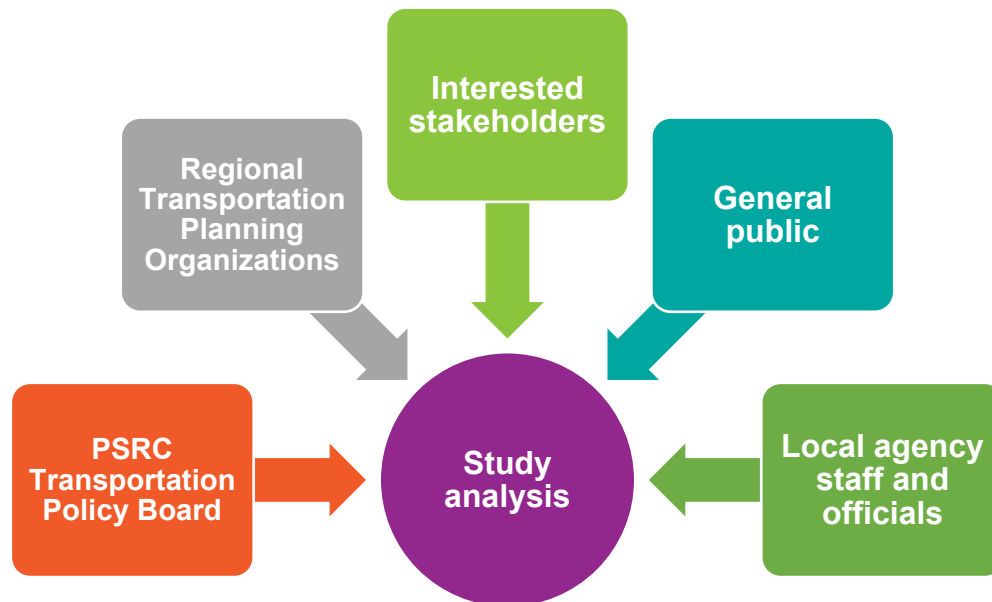 Interested
stakeholders
Regional
Transportation
Planning
Organizations
General
public
PSRC
Transportation
Policy Board
Study
analysis
Local agency
staff and
officials